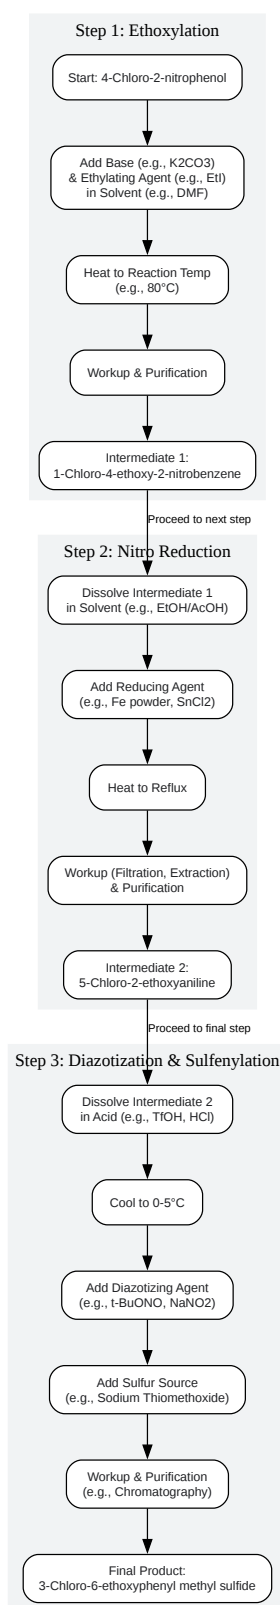 Step 1: Ethoxylation
Start: 4-Chloro-2-nitrophenol
Add Base (e.g., K2CO3)
& Ethylating Agent (e.g., EtI)
in Solvent (e.g., DMF)
Heat to Reaction Temp
(e.g., 80°C)
Workup & Purification
Intermediate 1:
1-Chloro-4-ethoxy-2-nitrobenzene
Proceed to next step
Step 2: Nitro Reduction
Dissolve Intermediate 1
in Solvent (e.g., EtOH/AcOH)
Add Reducing Agent
(e.g., Fe powder, SnCl2)
Heat to Reflux
Workup (Filtration, Extraction)
& Purification
Intermediate 2:
5-Chloro-2-ethoxyaniline
Proceed to final step
Step 3: Diazotization & Sulfenylation
Dissolve Intermediate 2
in Acid (e.g., TfOH, HCl)
Cool to 0-5°C
Add Diazotizing Agent
(e.g., t-BuONO, NaNO2)
Add Sulfur Source
(e.g., Sodium Thiomethoxide)
Workup & Purification
(e.g., Chromatography)
Final Product:
3-Chloro-6-ethoxyphenyl methyl sulfide